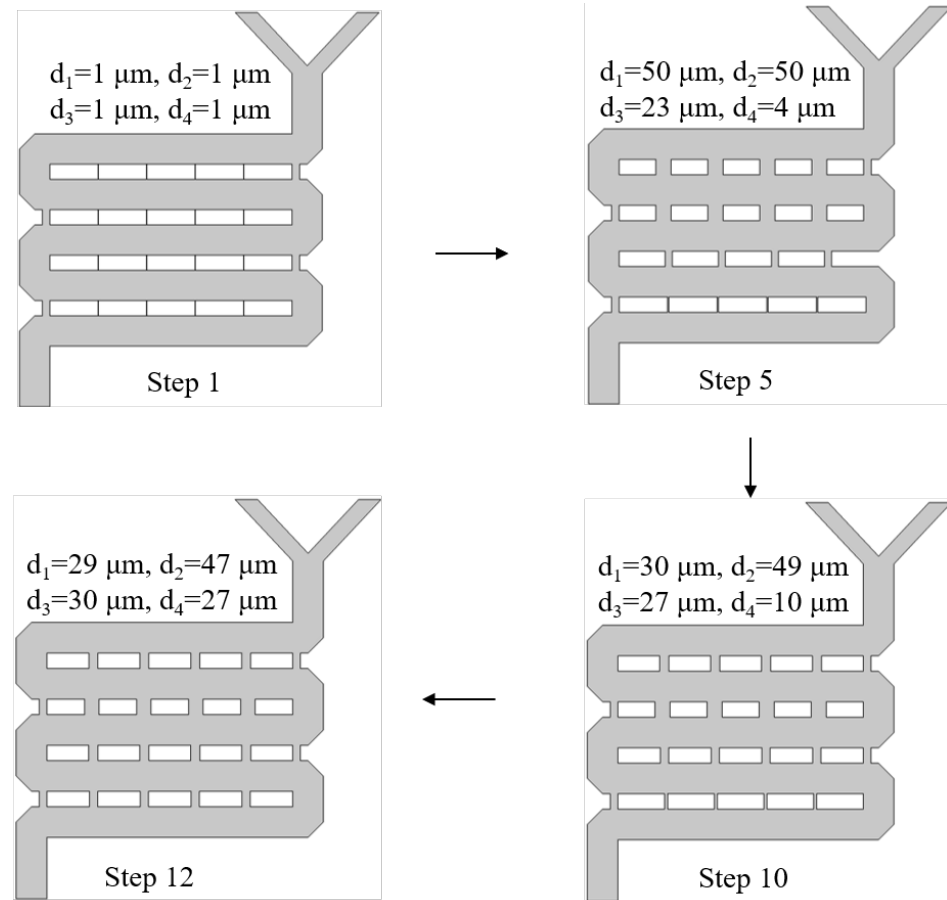 d₁=1 μm, d₂=1 μm
d₃=1 μm, d₄=1 μm
Step 1
d₁=50 μm, d₂=50 μm
d₃=23 μm, d₄=4 μm
Step 5
d₁=29 μm, d₂=47 μm
d₃=30 μm, d₄=27 μm
Step 12
d₁=30 μm, d₂=49 μm
d₃=27 μm, d₄=10 μm
Step 10